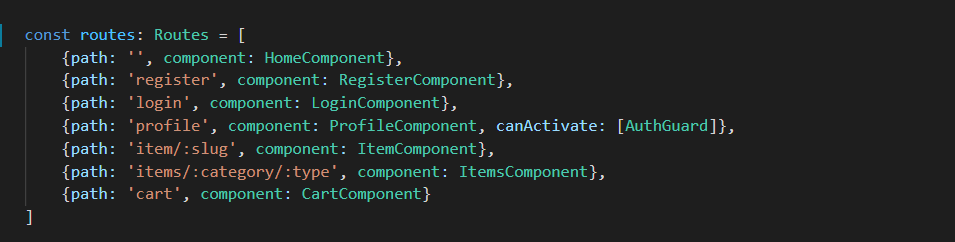 const routes: Routes = [
    {path: '', component: HomeComponent},
    {path: 'register', component: RegisterComponent},
    {path: 'login', component: LoginComponent},
    {path: 'profile', component: ProfileComponent, canActivate: [AuthGuard]},
    {path: 'item/:slug', component: ItemComponent},
    {path: 'items/:category/:type', component: ItemsComponent},
    {path: 'cart', component: CartComponent}
]